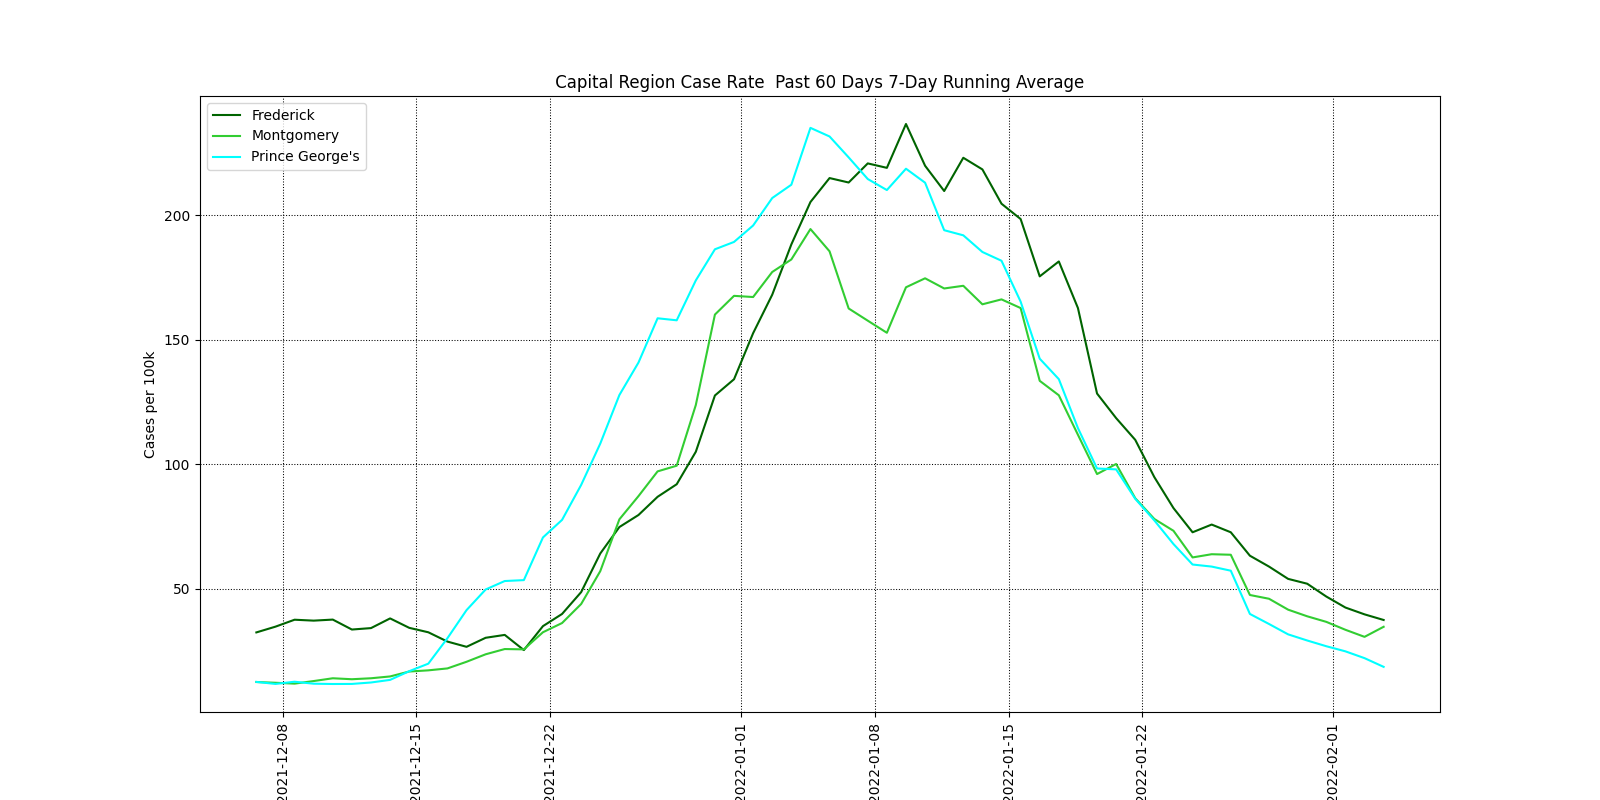 Capital Region Case Rate  Past 60 Days 7-Day Running Average
Frederick
Montgomery
Prince George's
Cases per 100k
200
150
100
50
2021-12-08
2021-12-15
2021-12-22
2022-01-01
2022-01-08
2022-01-15
2022-01-22
2022-02-01